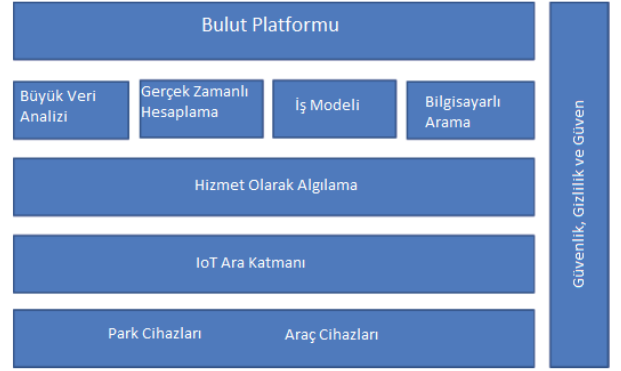 Bulut Platformu
Büyük Veri
Analizi
Gerçek Zamanlı
Hesaplama
İş Modeli
Bilgisayarlı
Arama
Hizmet Olarak Algılama
IoT Ara Katmanı
Park Cihazları
Araç Cihazları
Güvenlik, Gizlilik ve Güven